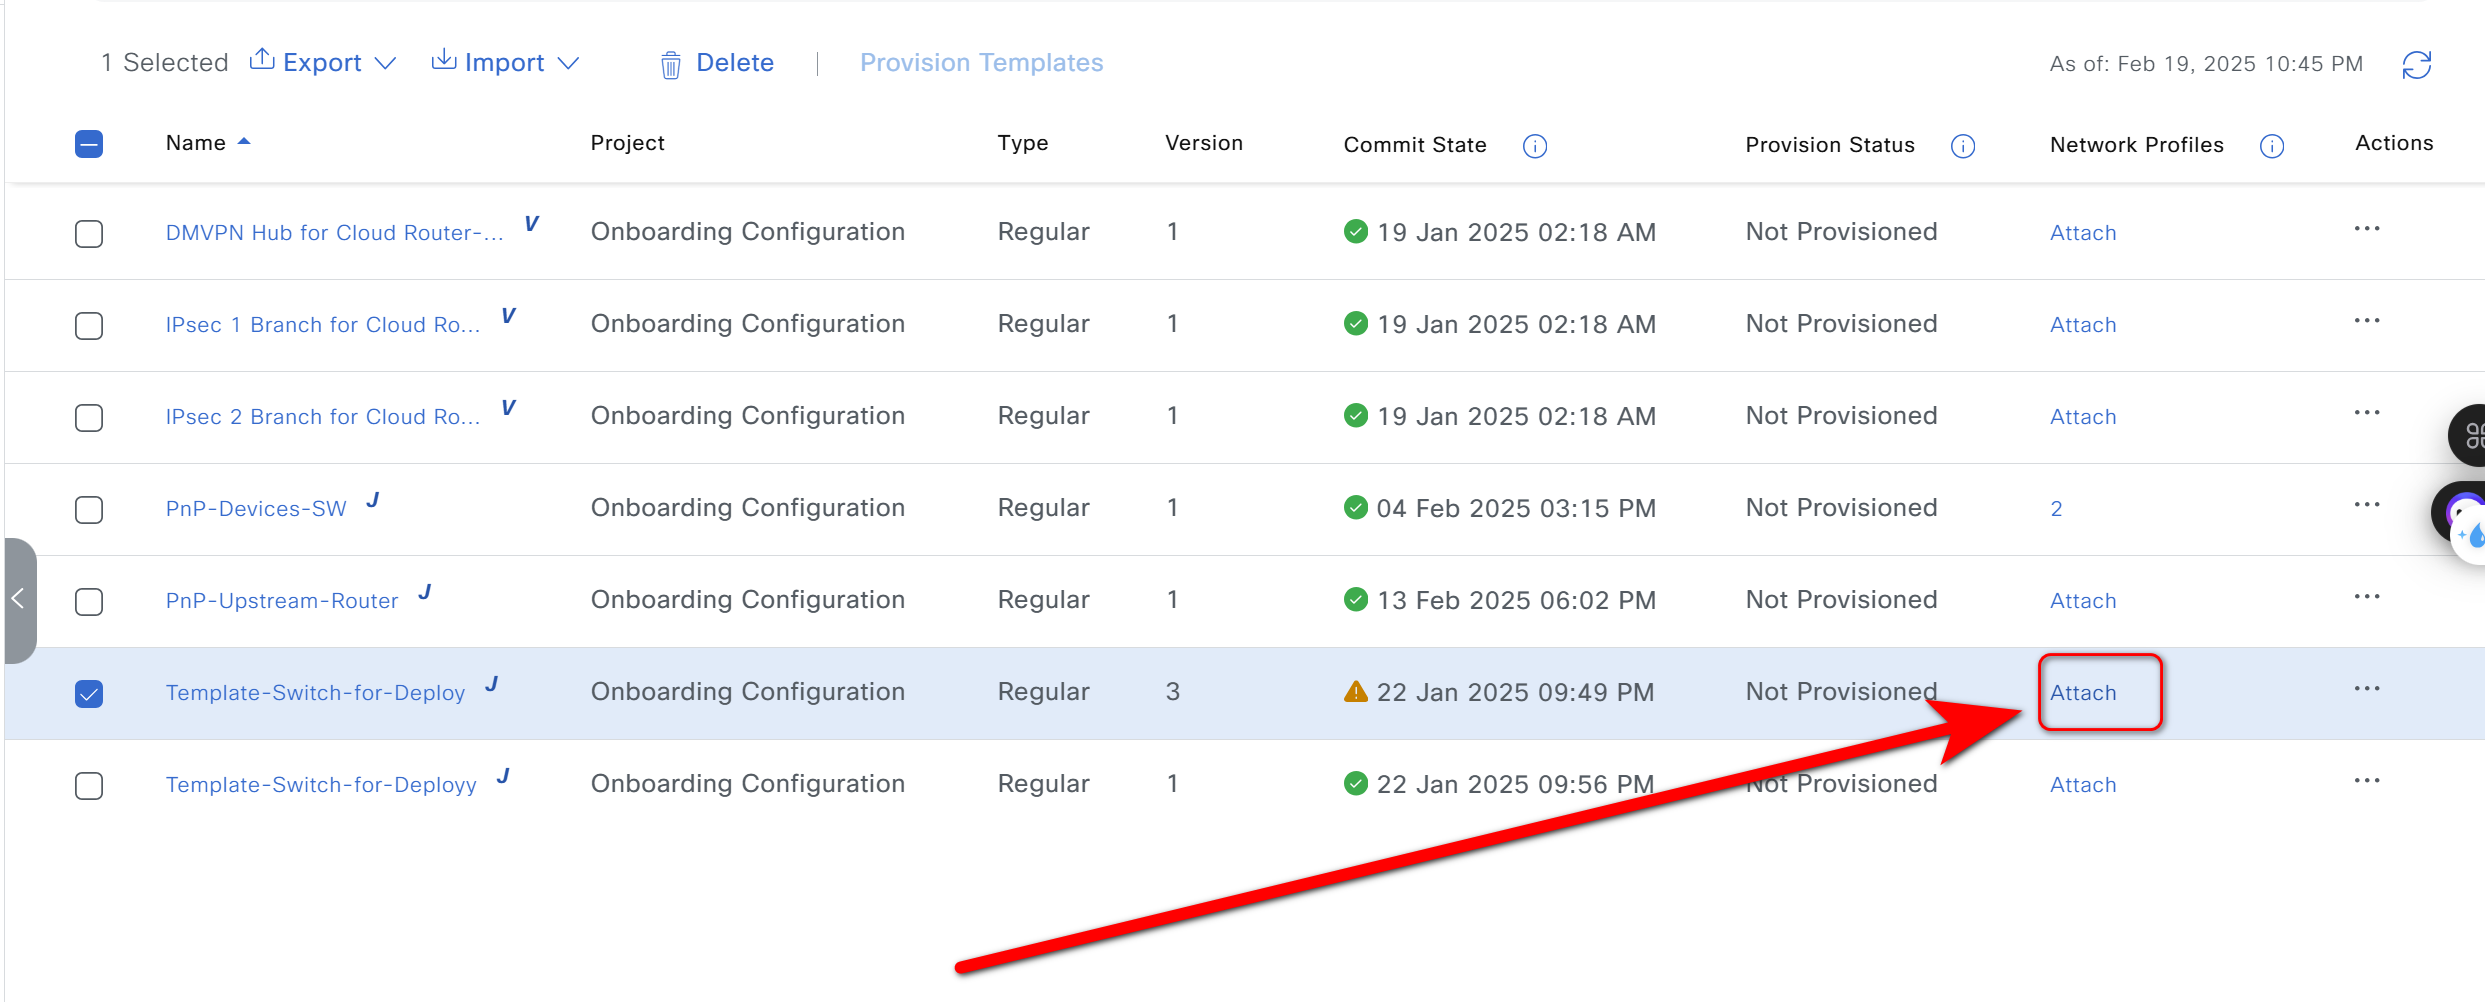 1 Selected Export Import Delete | Provision Templates As of: Feb 19, 2025 10:45 PM
Name Project Type Version Commit State Provision Status Network Profiles Actions
DMVPN Hub for Cloud Router-... V Onboarding Configuration Regular 1 19 Jan 2025 02:18 AM Not Provisioned Attach ...
IPsec 1 Branch for Cloud Ro... V Onboarding Configuration Regular 1 19 Jan 2025 02:18 AM Not Provisioned Attach ...
IPsec 2 Branch for Cloud Ro... V Onboarding Configuration Regular 1 19 Jan 2025 02:18 AM Not Provisioned Attach ...
PnP-Devices-SW J Onboarding Configuration Regular 1 04 Feb 2025 03:15 PM Not Provisioned 2 ...
PnP-Upstream-Router J Onboarding Configuration Regular 1 13 Feb 2025 06:02 PM Not Provisioned Attach ...
Template-Switch-for-Deploy J Onboarding Configuration Regular 3 22 Jan 2025 09:49 PM Not Provisioned Attach ...
Template-Switch-for-Deployy J Onboarding Configuration Regular 1 22 Jan 2025 09:56 PM Not Provisioned Attach ...